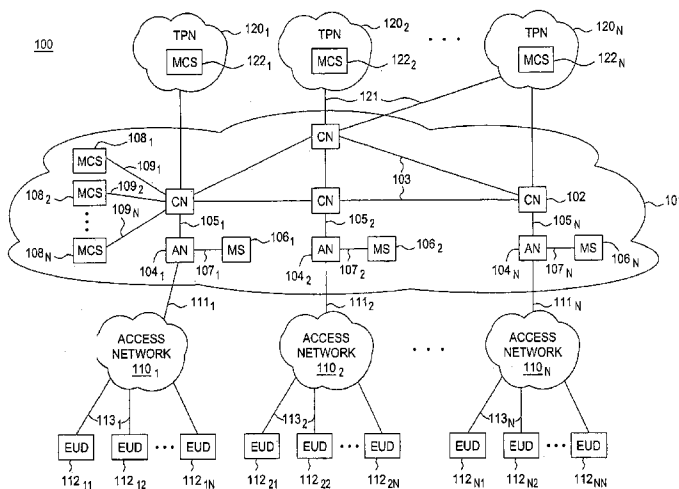 100
TPN 120₁
TPN 120₂
. . .
TPN 120N
MCS 122₁
MCS 122₂
MCS 122N
121
CN
MCS 108₁
109₁
MCS 108₂
109₂
109N
MCS 108N
CN
CN
103
CN 102
10
105₁
105₂
105N
AN 104₁
107₁
MS 106₁
AN 104₂
107₂
MS 106₂
AN 104N
107N
MS 106N
111₁
111₂
111N
ACCESS NETWORK 110₁
ACCESS NETWORK 110₂
. . .
ACCESS NETWORK 110N
113₁
113₂
113N
EUD EUD ••• EUD
EUD EUD ••• EUD
EUD EUD ••• EUD
112₁₁ 112₁₂ 112₁N
112₂₁ 112₂₂ 112₂N
112N₁ 112N₂ 112NN